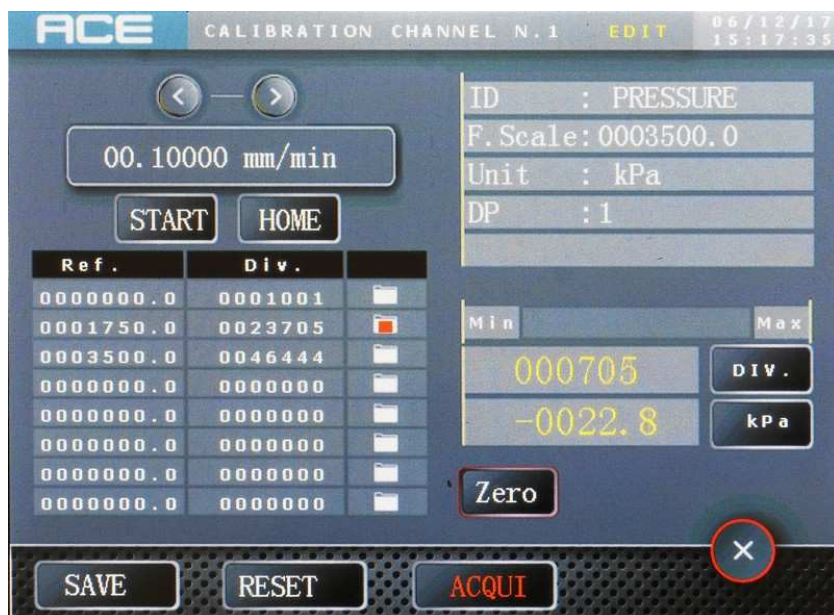 ACE CALIBRATION CHANNEL N.1 EDIT 06/12/17
15:17:35
< >
00.10000 mm/min
START HOME
ID : PRESSURE
F.Scale:0003500.0
Unit : kPa
DP :1
Ref. Div.
0000000.0 0001001
0001750.0 0023705
0003500.0 0046444
0000000.0 0000000
0000000.0 0000000
0000000.0 0000000
0000000.0 0000000
0000000.0 0000000
Min Max
000705 DIV.
-0022.8 kPa
Zero
SAVE RESET ACQUI